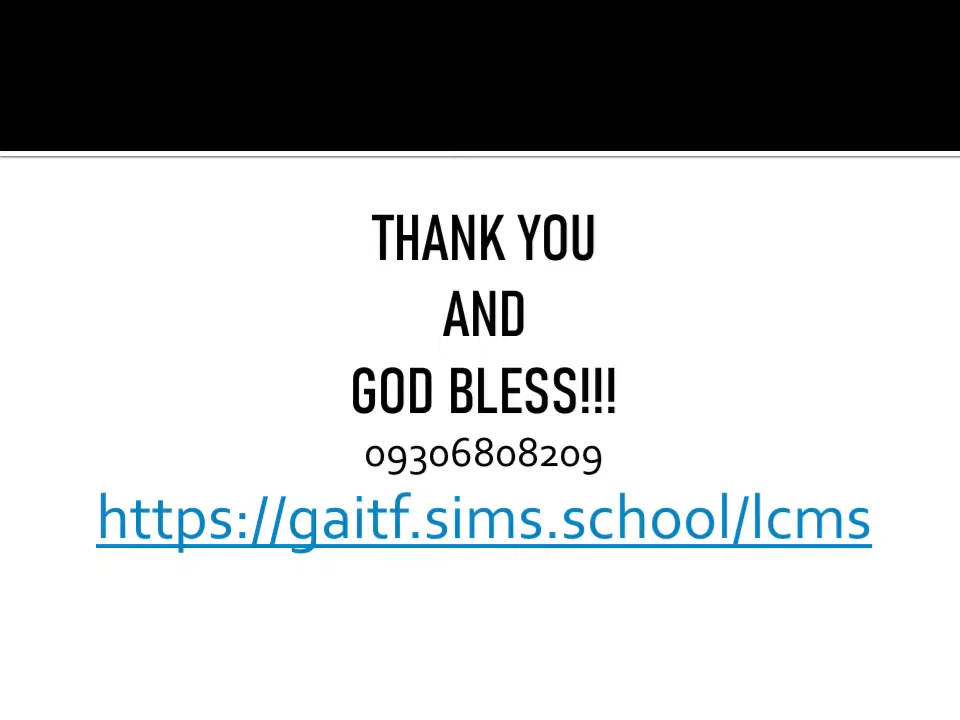 THANK YOU
AND
GOD BLESS!!!
09306808209
https://gaitf.sims.school/lcms